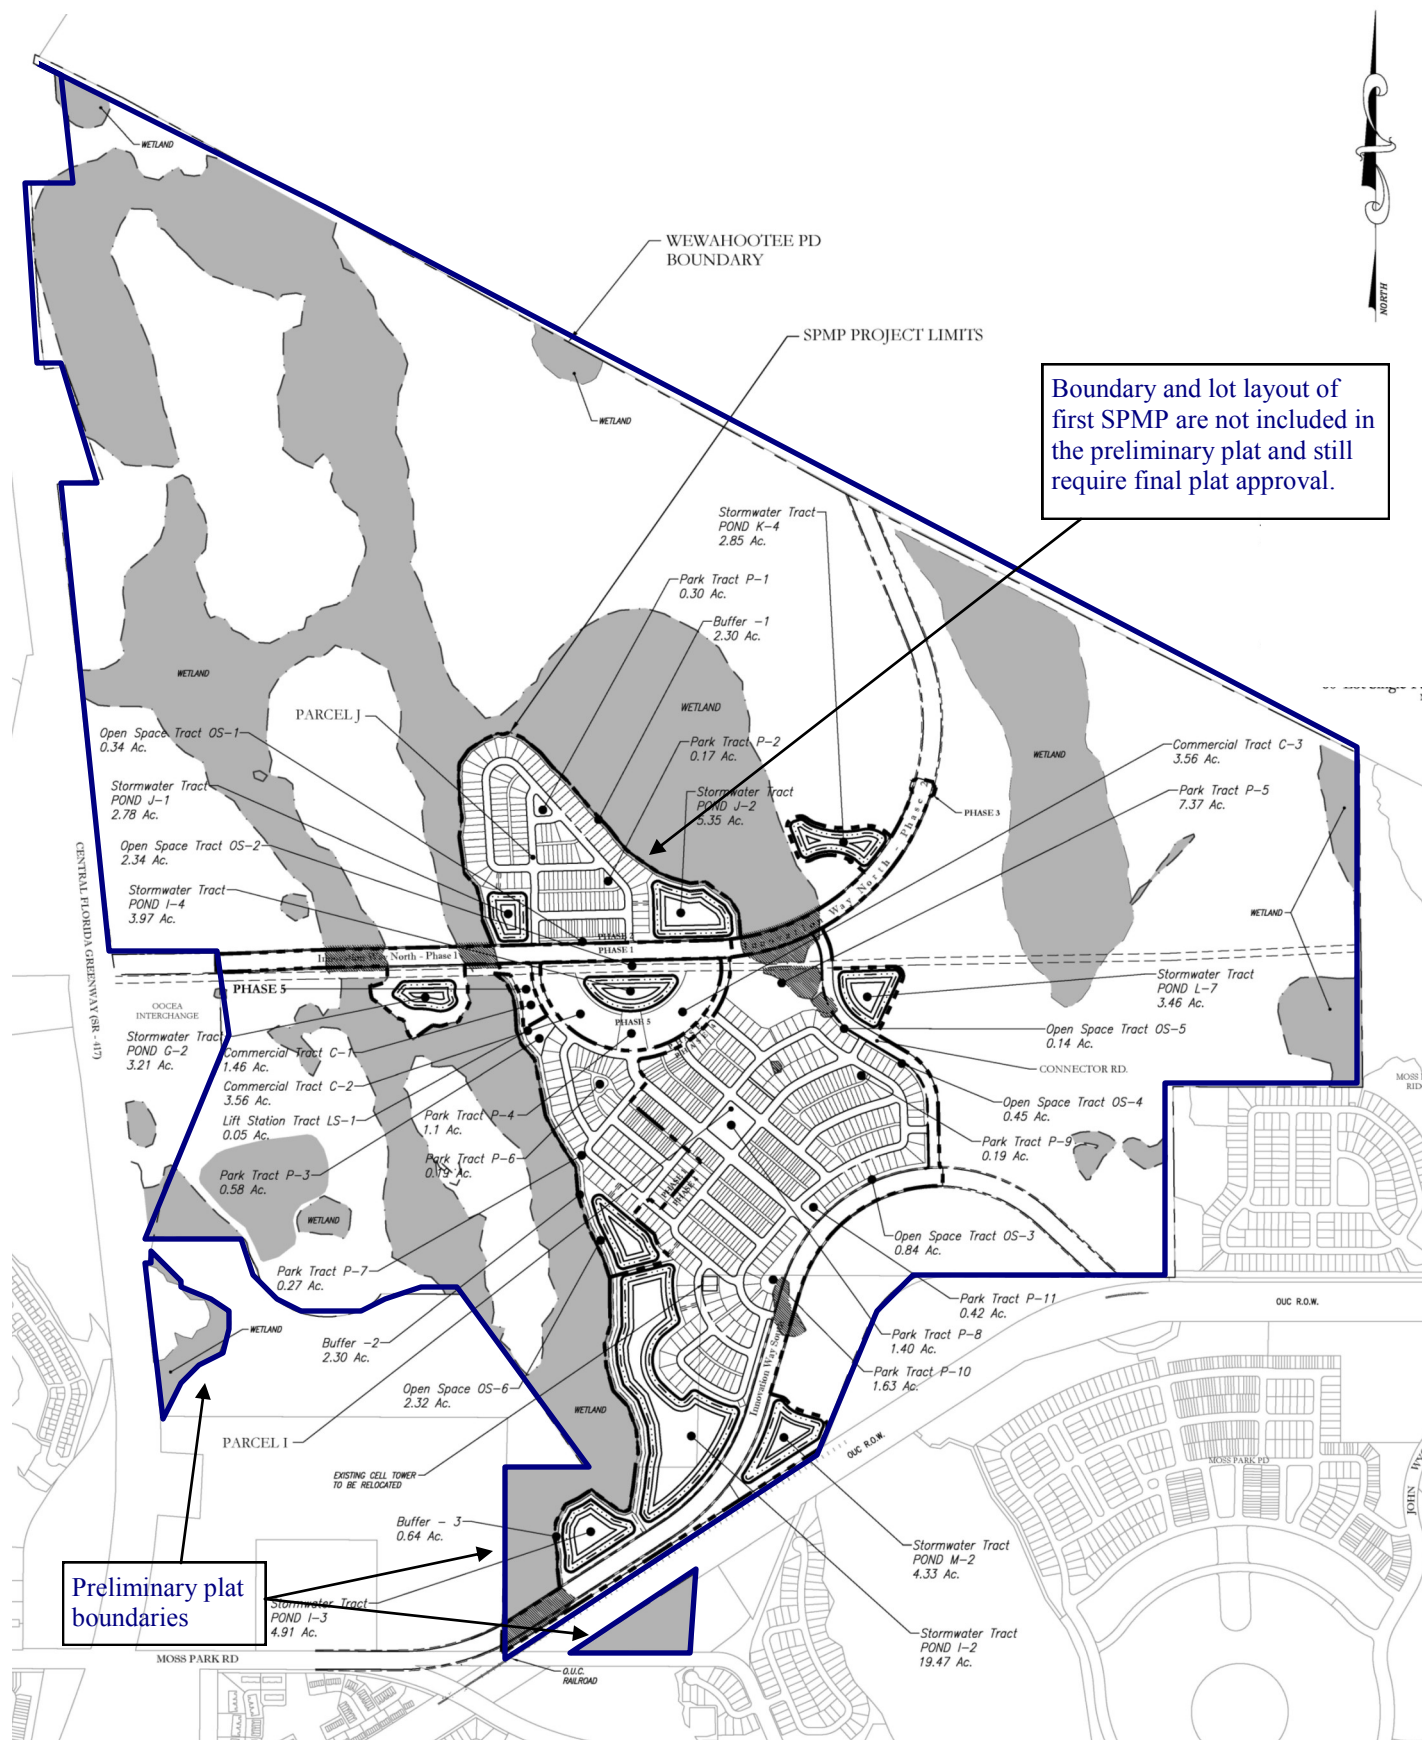 WETLAND
NORTH
WEWAHOOTEE PD
BOUNDARY
SPMP PROJECT LIMITS
WETLAND
Boundary and lot layout of
first SPMP are not included in
the preliminary plat and still
require final plat approval.
Stormwater Tract
POND K-4
2.85 Ac.
Park Tract P-1
0.30 Ac.
Buffer -1
2.30 Ac.
WETLAND
WETLAND
PARCEL J
Open Space Tract OS-1
0.34 Ac.
Park Tract P-2
0.17 Ac.
WETLAND
Commercial Tract C-3
3.56 Ac.
Stormwater Tract
POND J-1
2.78 Ac.
Stormwater Tract
POND J-2
5.35 Ac.
Park Tract P-5
7.37 Ac.
PHASE 3
Open Space Tract OS-2
2.34 Ac.
CENTRAL FLORIDA GREENWAY (SR - 417)
Stormwater Tract
POND I-4
3.97 Ac.
WETLAND
PHASE 2
PHASE 1
Innovation Way North - Phase 1
Innovation Way North - Phase 2
PHASE 5
Stormwater Tract
POND L-7
3.46 Ac.
OOCEA
INTERCHANGE
PHASE 5
Stormwater Tract
POND G-2
3.21 Ac.
Open Space Tract OS-5
0.14 Ac.
Commercial Tract C-1
1.46 Ac.
CONNECTOR RD.
Commercial Tract C-2
3.56 Ac.
MOSS
RID
Open Space Tract OS-4
0.45 Ac.
Lift Station Tract LS-1
0.05 Ac.
Park Tract P-4
1.1 Ac.
Park Tract P-9
0.19 Ac.
Park Tract P-6
0.19 Ac.
Park Tract P-3
0.58 Ac.
PHASE 4
WETLAND
Open Space Tract OS-3
0.84 Ac.
Park Tract P-7
0.27 Ac.
Park Tract P-11
0.42 Ac.
OUC R.O.W.
WETLAND
Buffer -2
2.30 Ac.
Park Tract P-8
1.40 Ac.
Innovation Way South
Park Tract P-10
1.63 Ac.
Open Space OS-6
2.32 Ac.
WETLAND
PARCEL I
OUC R.O.W.
MOSS PARK PD
EXISTING CELL TOWER
TO BE RELOCATED
JOHN
Buffer - 3
0.64 Ac.
Stormwater Tract
POND M-2
4.33 Ac.
Preliminary plat
boundaries
Stormwater Tract
POND I-3
4.91 Ac.
Stormwater Tract
POND I-2
19.47 Ac.
MOSS PARK RD
O.U.C.
RAILROAD